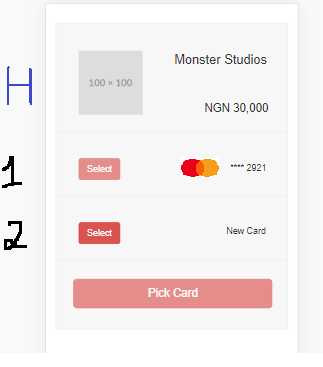 Monster Studios
100 × 100
H
NGN 30,000
1
Select
**** 2921
2
Select
New Card
Pick Card